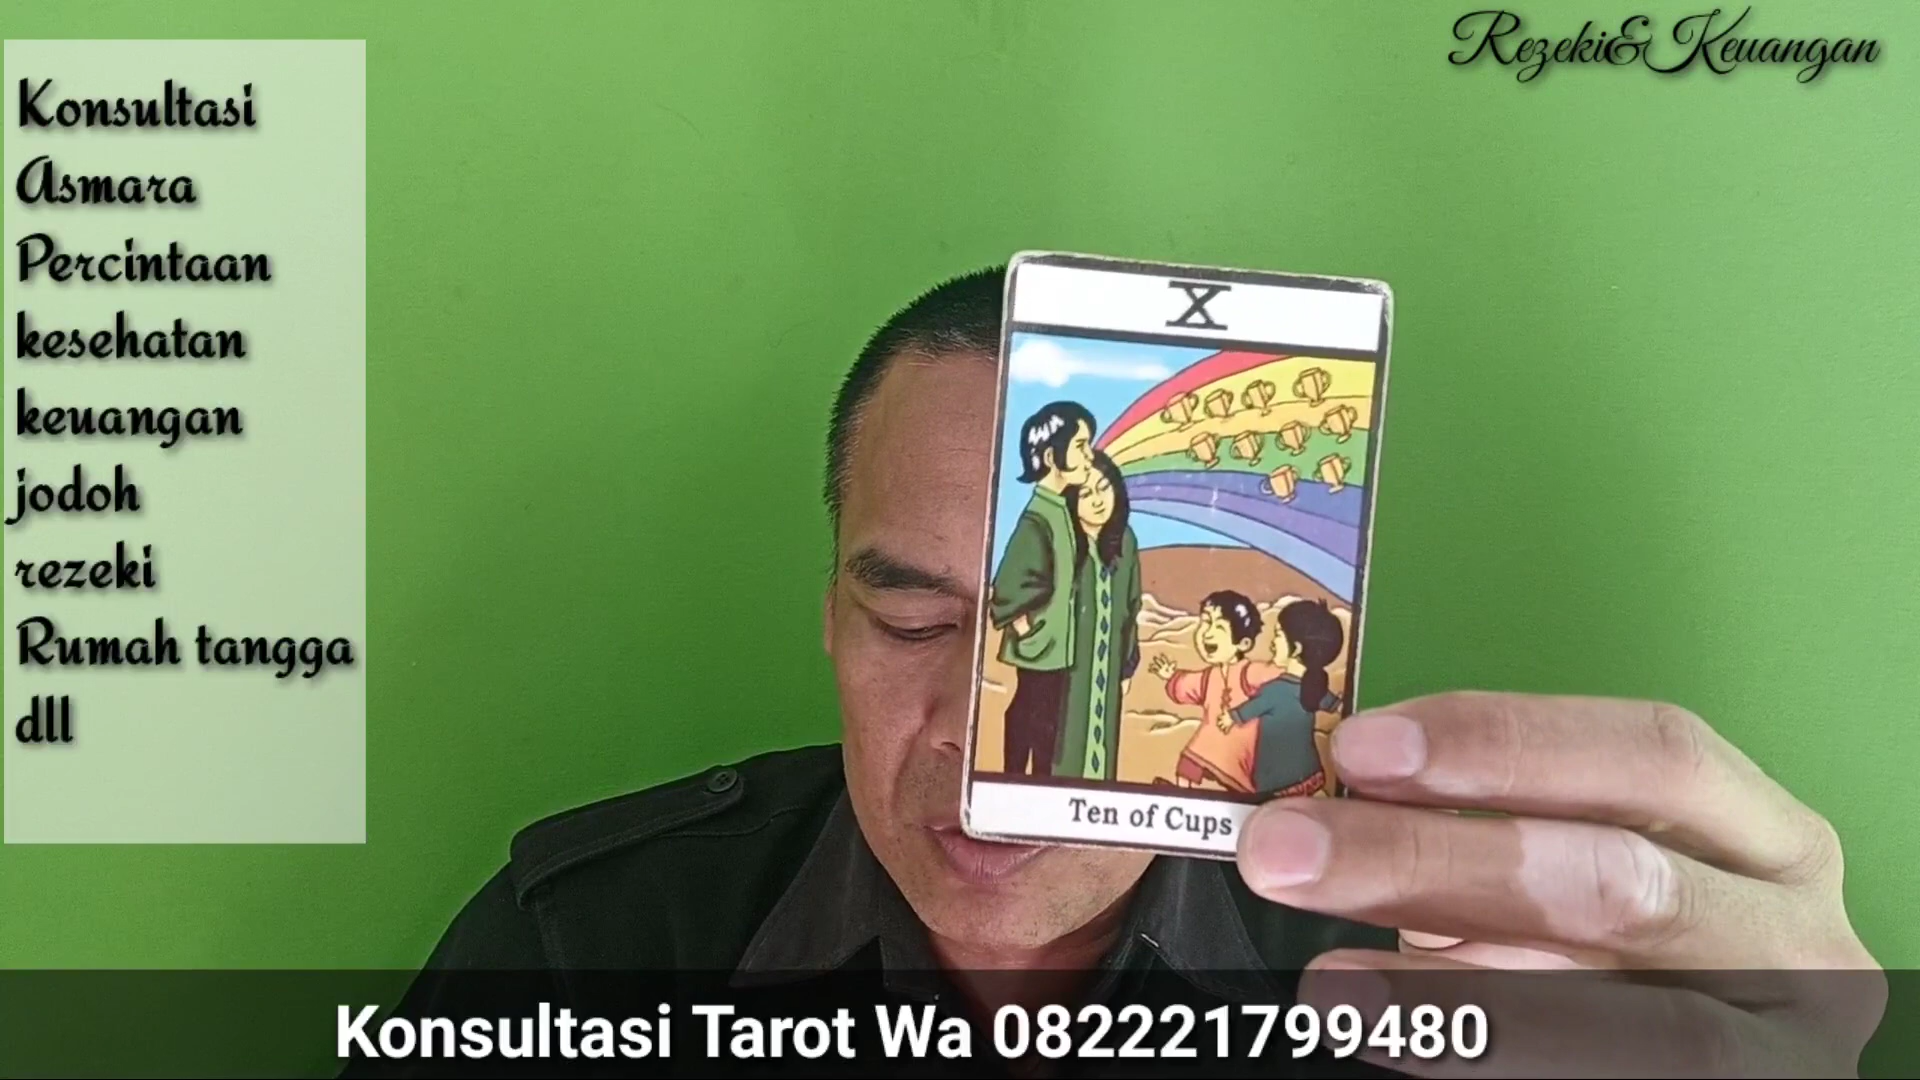 Rezeki&Keuangan
Konsultasi
Asmara
Percintaan
kesehatan
keuangan
jodoh
rezeki
Rumah tangga
dll
X
Ten of Cups
Konsultasi Tarot Wa 082221799480